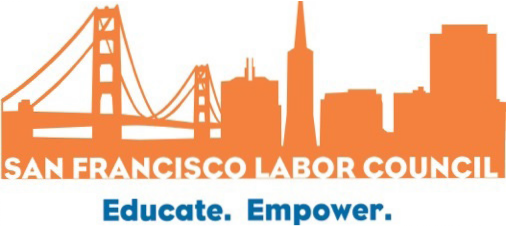 SAN FRANCISCO LABOR COUNCIL
Educate. Empower.